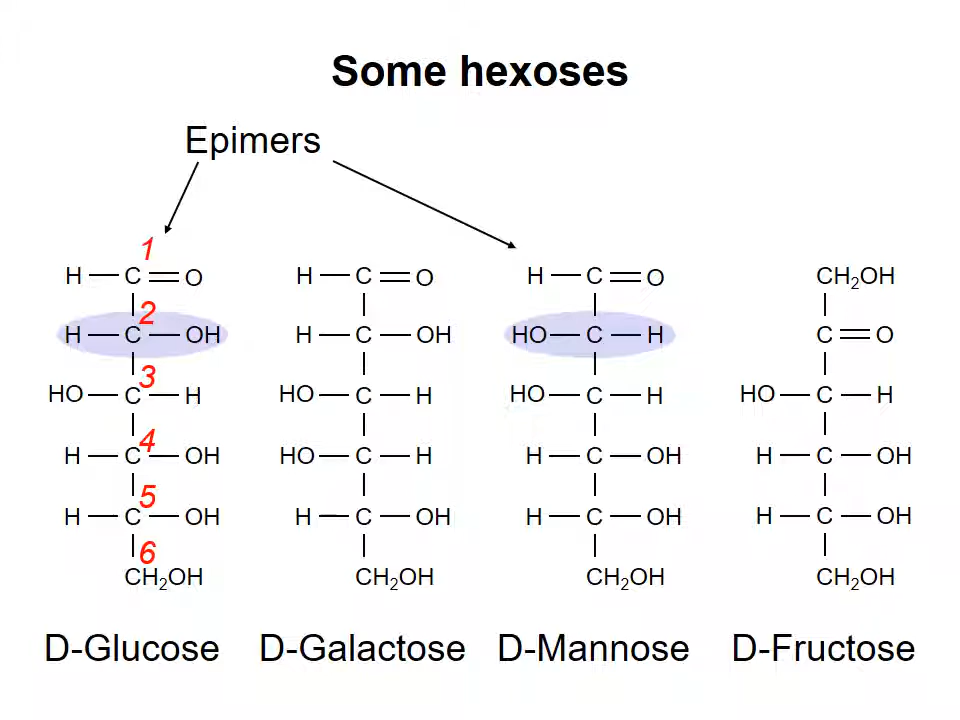 Some hexoses
Epimers
1
H C O H C O H C O CH₂OH
2
H C OH H C OH HO C H C O
3
HO C H HO C H HO C H HO C H
4
H C OH HO C H H C OH H C OH
5
H C OH H C OH H C OH H C OH
6
CH₂OH CH₂OH CH₂OH CH₂OH
D-Glucose D-Galactose D-Mannose D-Fructose